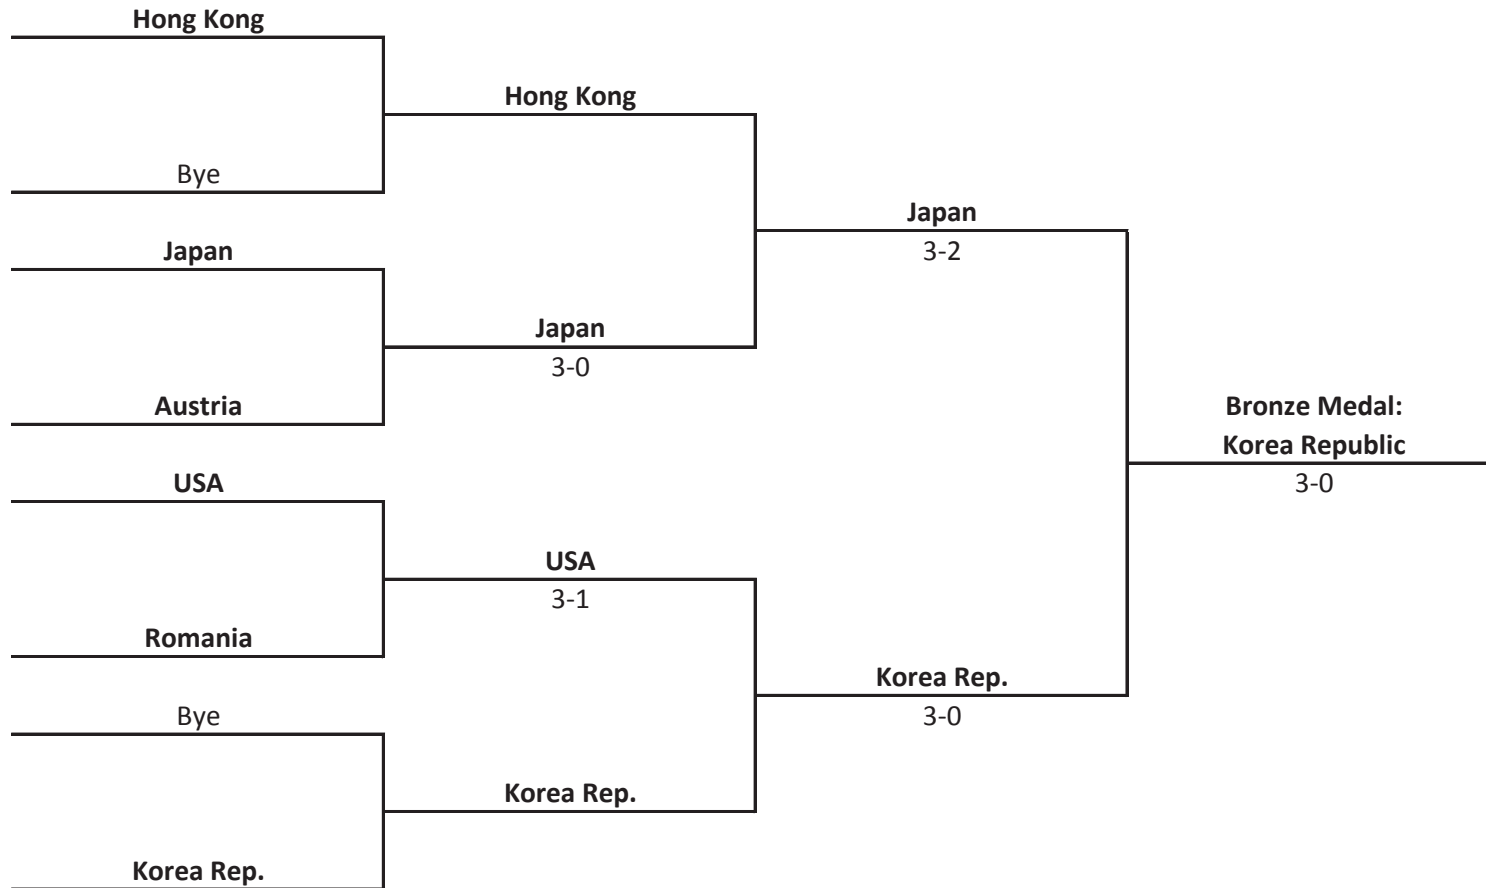 Hong Kong
Bye
Japan
Austria
USA
Romania
Bye
Korea Rep.
Hong Kong
Japan
3-0
USA
3-1
Korea Rep.
Japan
3-2
Korea Rep.
3-0
Bronze Medal:
Korea Republic
3-0